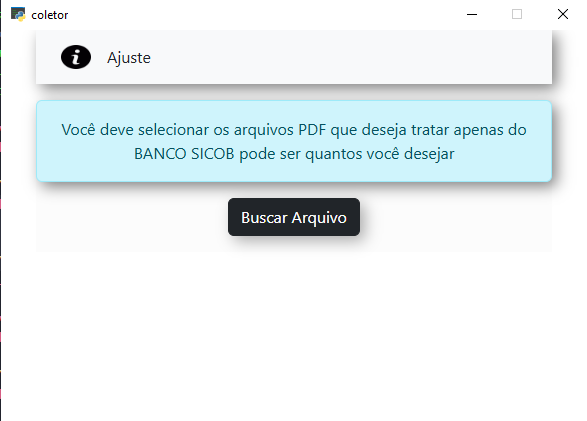 coletor
Ajuste
Você deve selecionar os arquivos PDF que deseja tratar apenas do
BANCO SICOB pode ser quantos você desejar
Buscar Arquivo